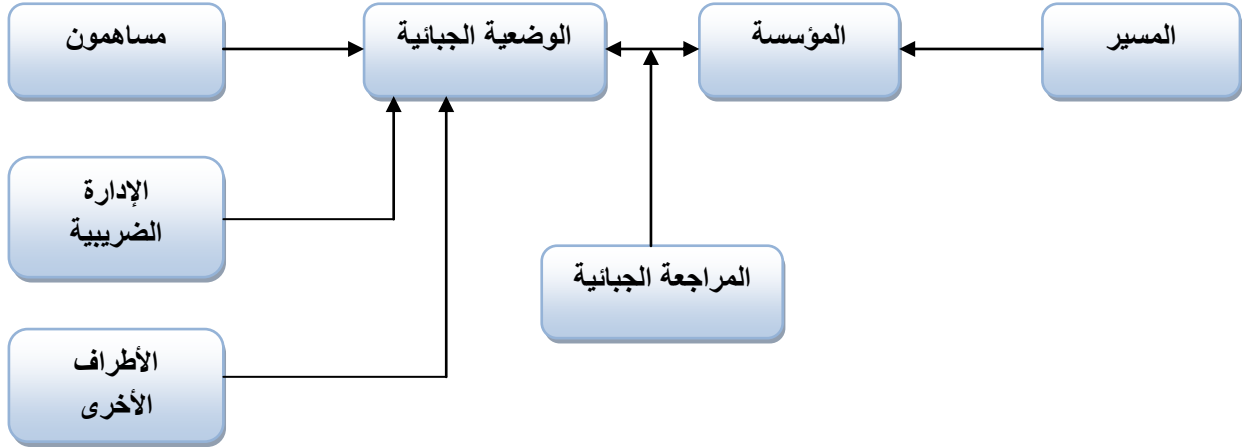 المسير
المؤسسة
الوضعية الجبائية
مساهمون
الإدارة
الضريبية
المراجعة الجبائية
الأطراف
الأخرى